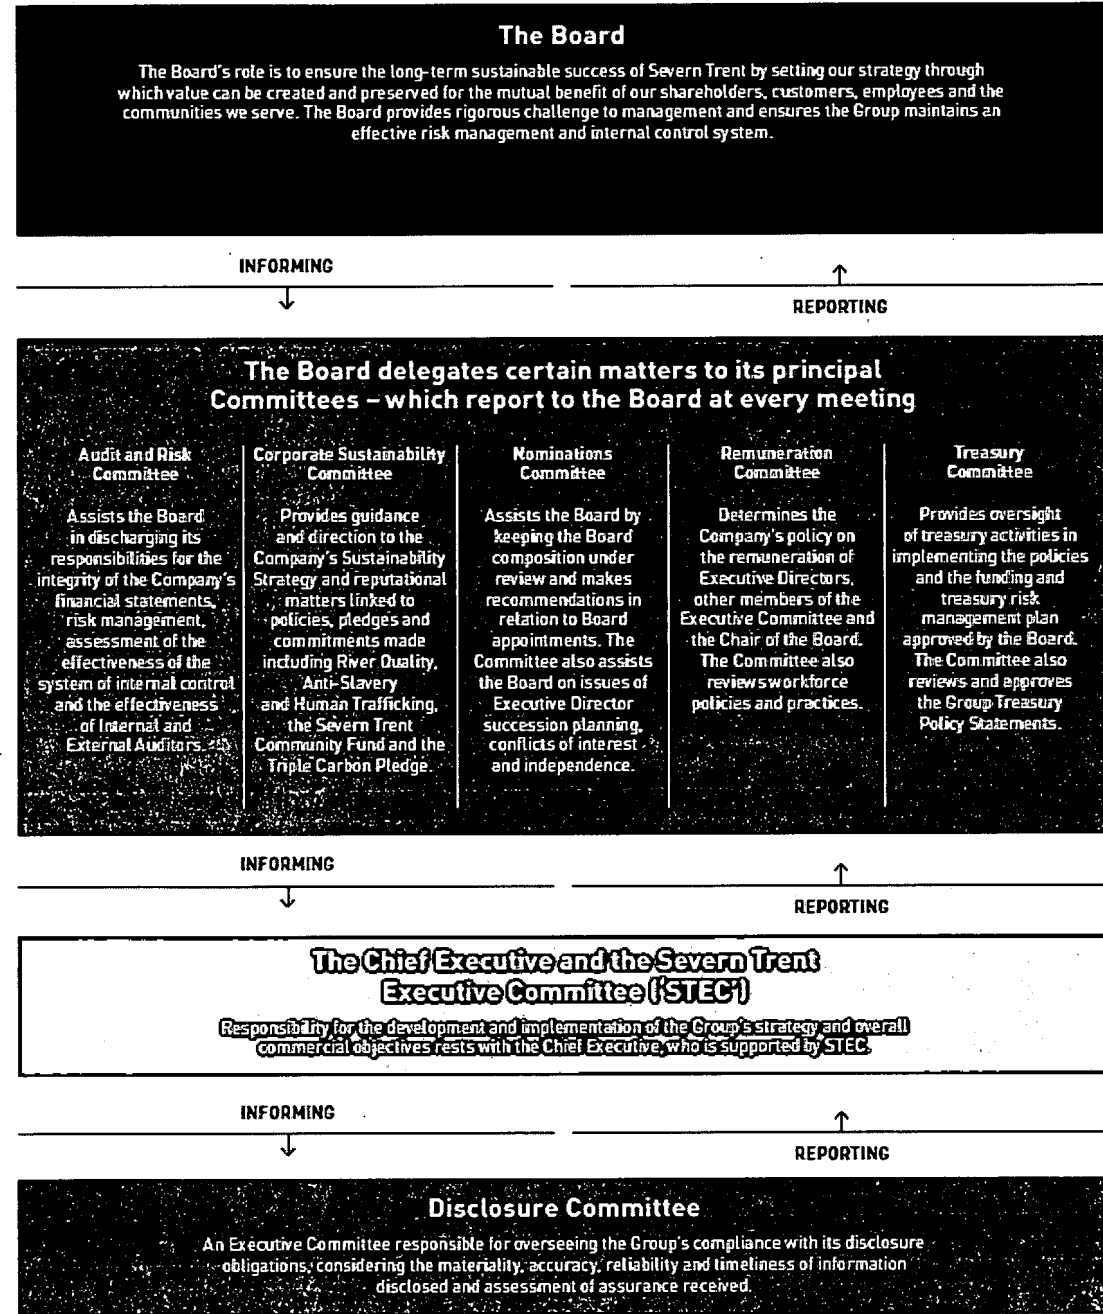 The Board
The Board's role is to ensure the long-term sustainable success of Severn Trent by setting our strategy through
which value can be created and preserved for the mutual benefit of our shareholders, customers, employees and the
communities we serve. The Board provides rigorous challenge to management and ensures the Group maintains an
effective risk management and internal control system.
INFORMING
REPORTING
The Board delegates certain matters to its principal
Committees – which report to the Board at every meeting
Audit and Risk
Committee
Assists the Board
in discharging its
responsibilities for the
integrity of the Company's
financial statements,
risk management,
assessment of the
effectiveness of the
system of internal control
and the effectiveness
of Internal and
External Auditors.
Corporate Sustainability
Committee
Provides guidance
and direction to the
Company's Sustainability
Strategy and reputational
matters linked to
policies, pledges and
commitments made
including River Quality,
Anti-Slavery
and Human Trafficking,
the Severn Trent
Community Fund and the
Triple Carbon Pledge.
Nominations
Committee
Assists the Board by
keeping the Board
composition under
review and makes
recommendations in
relation to Board
appointments. The
Committee also assists
the Board on issues of
Executive Director
succession planning,
conflicts of interest
and independence.
Remuneration
Committee
Determines the
Company's policy on
the remuneration of
Executive Directors,
other members of the
Executive Committee and
the Chair of the Board.
The Committee also
reviews workforce
policies and practices.
Treasury
Committee
Provides oversight
of treasury activities in
implementing the policies
and the funding and
treasury risk
management plan
approved by the Board.
The Committee also
reviews and approves
the Group Treasury
Policy Statements.
INFORMING
REPORTING
The Chief Executive and the Severn Trent
Executive Committee ('STEC')
Responsibility for the development and implementation of the Group's strategy and overall
commercial objectives rests with the Chief Executive, who is supported by STEC.
INFORMING
REPORTING
Disclosure Committee
An Executive Committee responsible for overseeing the Group's compliance with its disclosure
obligations, considering the materiality, accuracy, reliability and timeliness of information
disclosed and assessment of assurance received.